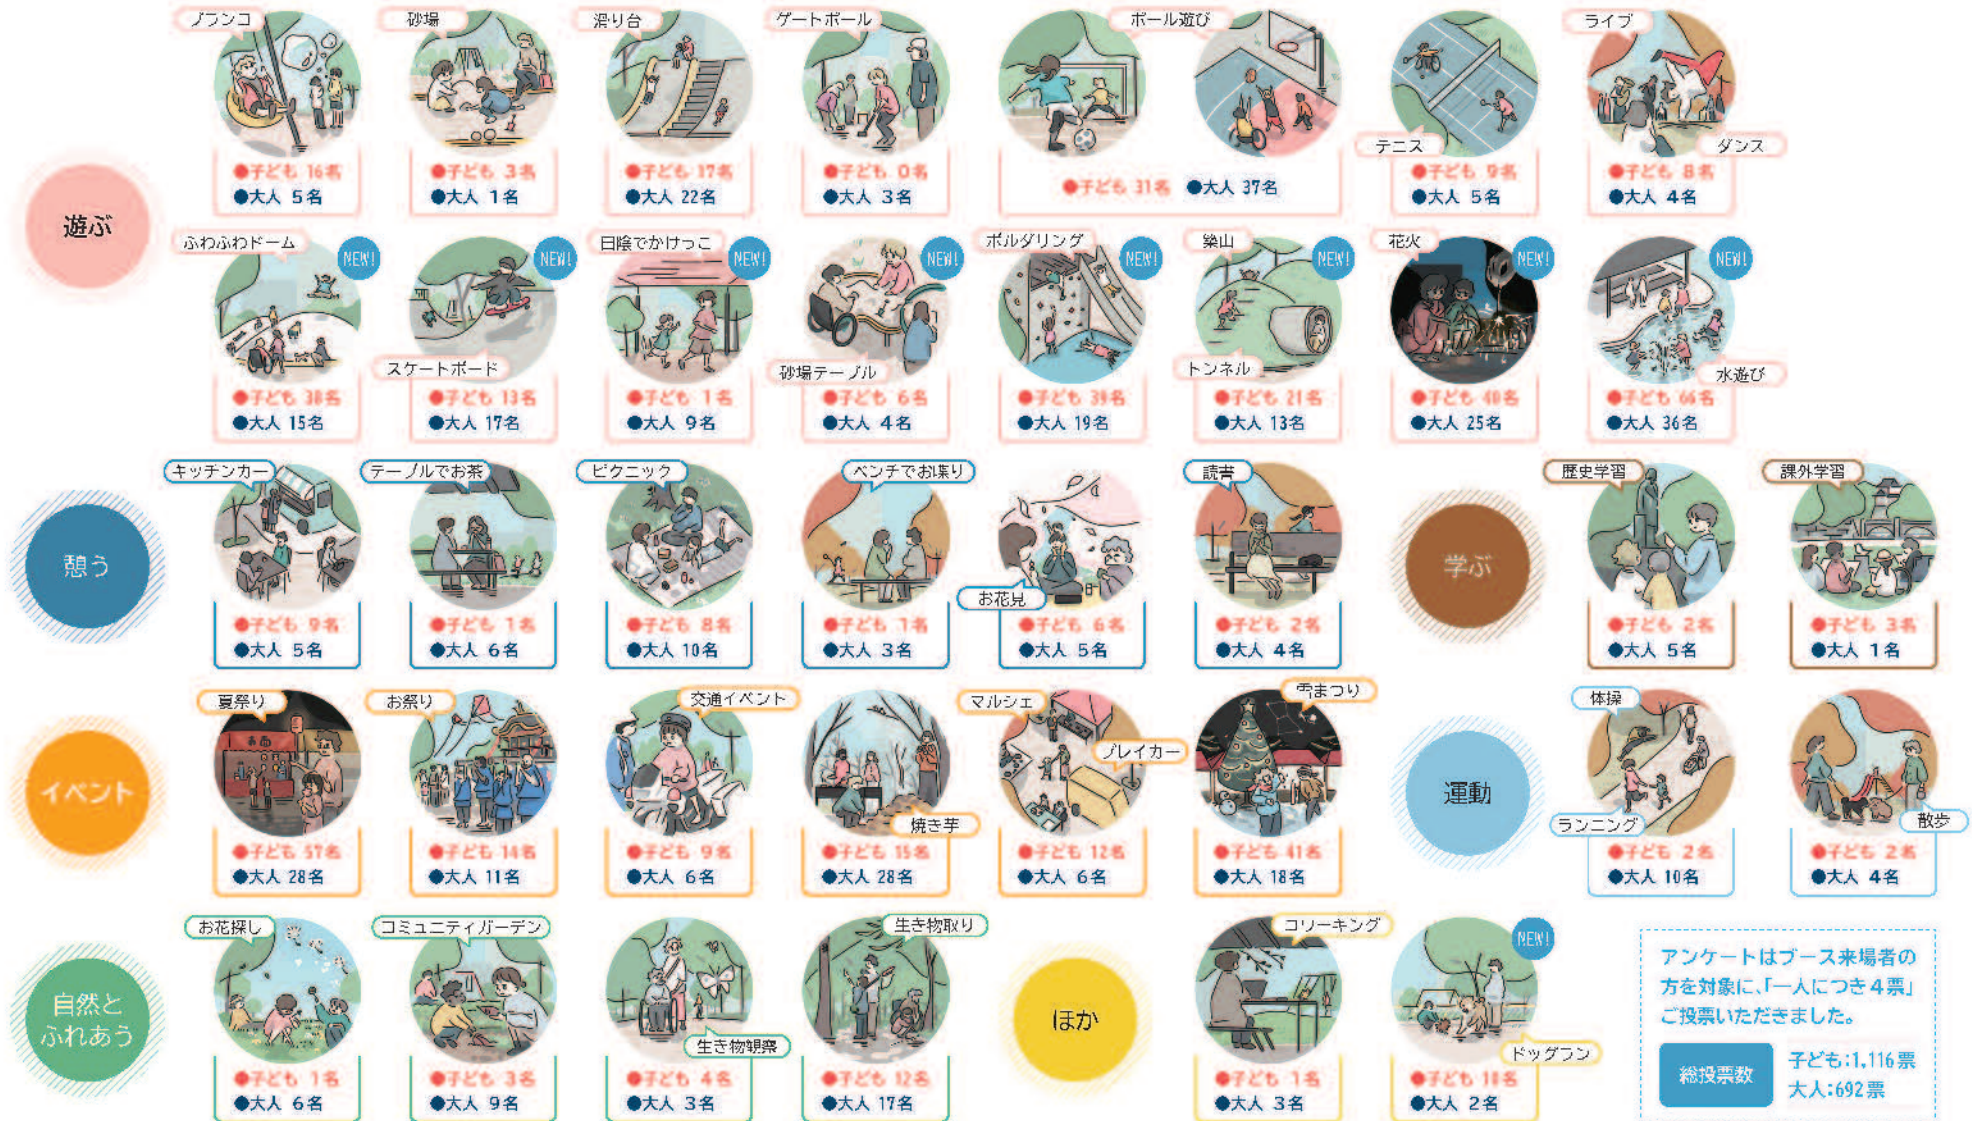 遊ぶ
ブランコ
●子ども 16名
●大人 5名
砂場
●子ども 3名
●大人 1名
滑り台
●子ども 17名
●大人 22名
ゲートボール
●子ども 0名
●大人 3名
ボール遊び
●子ども 31名 ●大人 37名
テニス
●子ども 9名
●大人 5名
ライブ
ダンス
●子ども 8名
●大人 4名
ふわふわドーム
NEW!
●子ども 38名
●大人 15名
NEW!
スケートボード
●子ども 13名
●大人 17名
日陰でかけっこ
NEW!
●子ども 1名
●大人 9名
NEW!
砂場テーブル
●子ども 6名
●大人 4名
ボルダリング
NEW!
●子ども 39名
●大人 19名
築山
NEW!
トンネル
●子ども 21名
●大人 13名
花火
NEW!
●子ども 40名
●大人 25名
NEW!
水遊び
●子ども 66名
●大人 36名
憩う
キッチンカー
●子ども 9名
●大人 5名
テーブルでお茶
●子ども 1名
●大人 6名
ピクニック
●子ども 8名
●大人 10名
ベンチでお喋り
●子ども 1名
●大人 3名
お花見
●子ども 6名
●大人 5名
読書
●子ども 2名
●大人 4名
学ぶ
歴史学習
●子ども 2名
●大人 5名
課外学習
●子ども 3名
●大人 1名
イベント
夏祭り
●子ども 57名
●大人 28名
お祭り
●子ども 14名
●大人 11名
交通イベント
●子ども 9名
●大人 6名
焼き芋
●子ども 15名
●大人 28名
マルシェ
プレイカー
●子ども 12名
●大人 6名
雪まつり
●子ども 41名
●大人 18名
運動
体操
ランニング
●子ども 2名
●大人 10名
散歩
●子ども 2名
●大人 4名
自然と
ふれあう
お花探し
●子ども 1名
●大人 6名
コミュニティガーデン
●子ども 3名
●大人 9名
生き物観察
●子ども 4名
●大人 3名
生き物取り
●子ども 12名
●大人 17名
ほか
コワーキング
●子ども 1名
●大人 3名
NEW!
ドッグラン
●子ども 10名
●大人 2名
アンケートはブース来場者の
方を対象に、「一人につき4票」
ご投票いただきました。
総投票数
子ども:1,116票
大人:692票